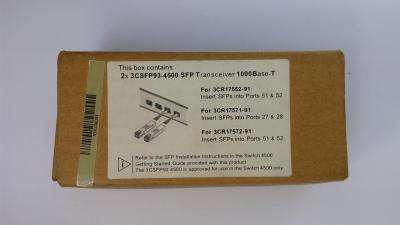 This box contains:
2x 3CSFP93-4500 SFP Transceiver 1000Base-T
For 3CR17562-91:
Insert SFPs into Ports 51 & 52
For 3CR17571-91:
Insert SFPs into Ports 27 & 28
For 3CR17572-91:
Insert SFPs into Ports 51 & 52
Refer to the SFP Installation Instructions in the Switch 4500
Getting Started Guide provided with this product
The 3CSFP93-4500 is approved for use in the Switch 4500 only